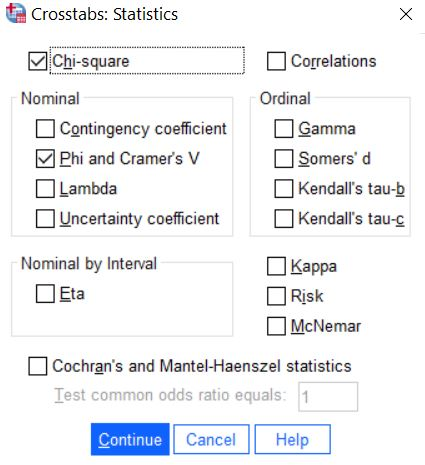 Crosstabs: Statistics
Chi-square
Correlations
Nominal
Contingency coefficient
Phi and Cramer's V
Lambda
Uncertainty coefficient
Ordinal
Gamma
Somers' d
Kendall's tau-b
Kendall's tau-c
Nominal by Interval
Eta
Kappa
Risk
McNemar
Cochran's and Mantel-Haenszel statistics
Test common odds ratio equals: 1
Continue Cancel Help